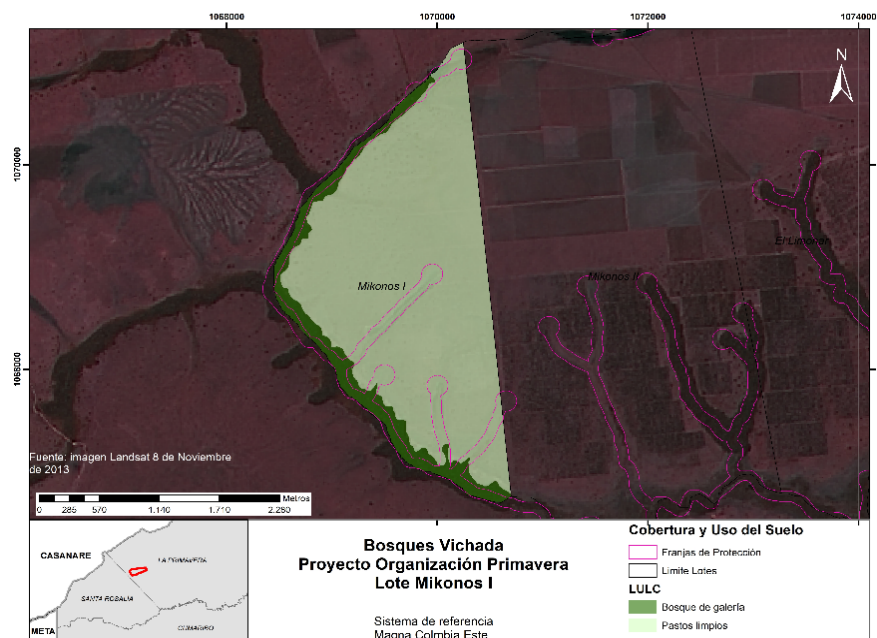 1068000 1070000 1072000 1074000
N
1070000
1068000
Mikonos I
Mikonos II
El Limonar
Fuente: imagen Landsat 8 de Noviembre
de 2013
Metros
0 285 570 1.140 1.710 2.280
CASANARE
LA PRIMAVERA
SANTA ROSALIA
META
CUMARIBO
Bosques Vichada
Proyecto Organización Primavera
Lote Mikonos I
Sistema de referencia
Magna Colmbia Este
Cobertura y Uso del Suelo
Franjas de Protección
Limite Lotes
LULC
Bosque de galería
Pastos limpios